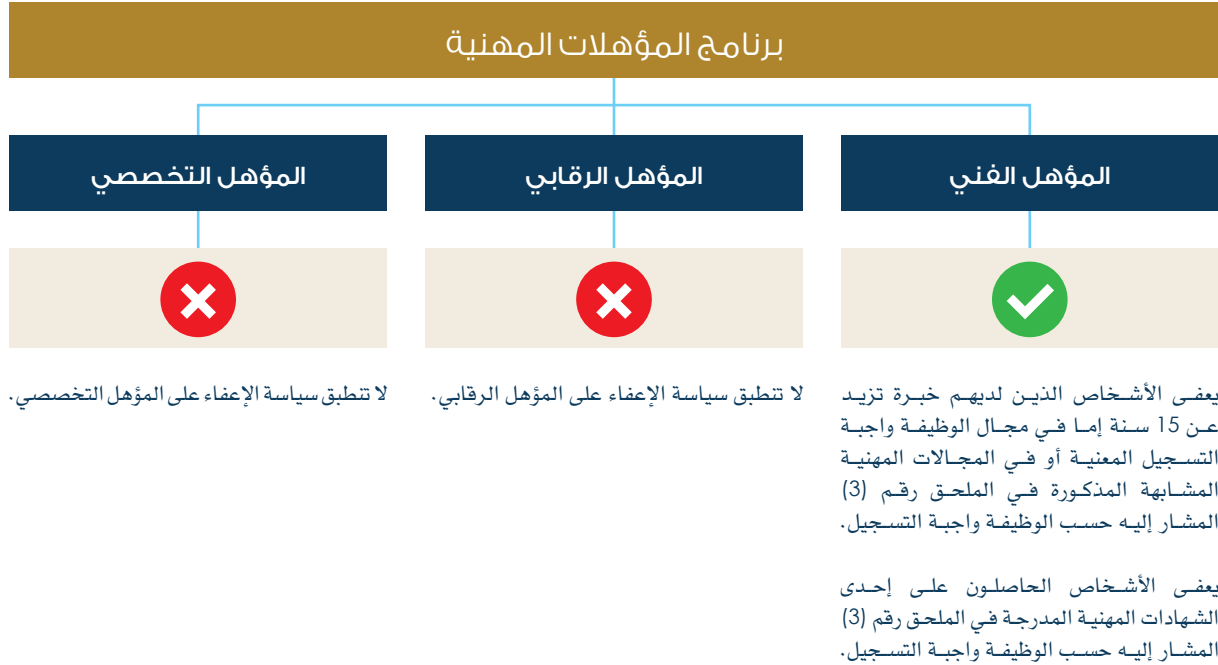 برنامج المؤهلات المهنية
المؤهل الفني
المؤهل الرقابي
المؤهل التخصصي
يعفى الأشخاص الذين لديهم خبرة تزيد
عن 15 سنة إما في مجال الوظيفة واجبة
التسجيل المعنية أو في المجالات المهنية
المشابهة المذكورة في الملحق رقم (3)
المشار إليه حسب الوظيفة واجبة التسجيل.
يعفى الأشخاص الحاصلون على إحدى
الشهادات المهنية المدرجة في الملحق رقم (3)
المشار إليه حسب الوظيفة واجبة التسجيل.
لا تنطبق سياسة الإعفاء على المؤهل الرقابي.
لا تنطبق سياسة الإعفاء على المؤهل التخصصي.